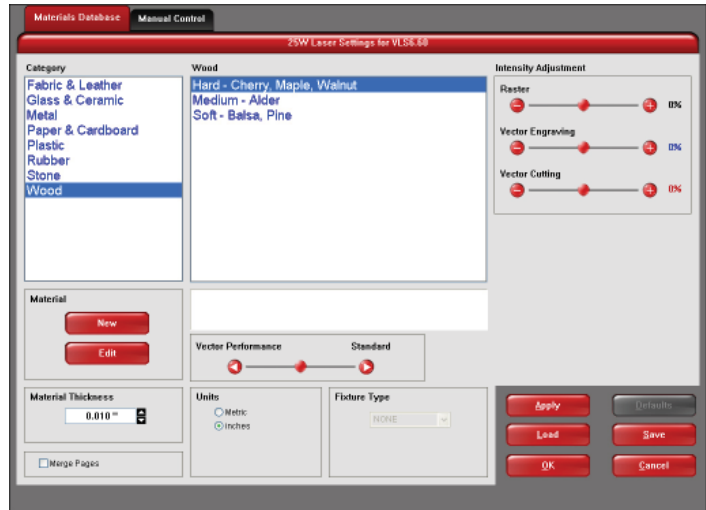 Materials Database Manual Control
25W Laser Settings for VLS6.60
Category
Fabric & Leather
Glass & Ceramic
Metal
Paper & Cardboard
Plastic
Rubber
Stone
Wood
Wood
Hard - Cherry, Maple, Walnut
Medium - Alder
Soft - Balsa, Pine
Intensity Adjustment
Raster
0%
Vector Engraving
0%
Vector Cutting
0%
Material
New
Edit
Vector Performance Standard
Material Thickness
0.010 "
Units
Metric
inches
Fixture Type
NONE
Merge Pages
Apply Defaults
Load Save
OK Cancel